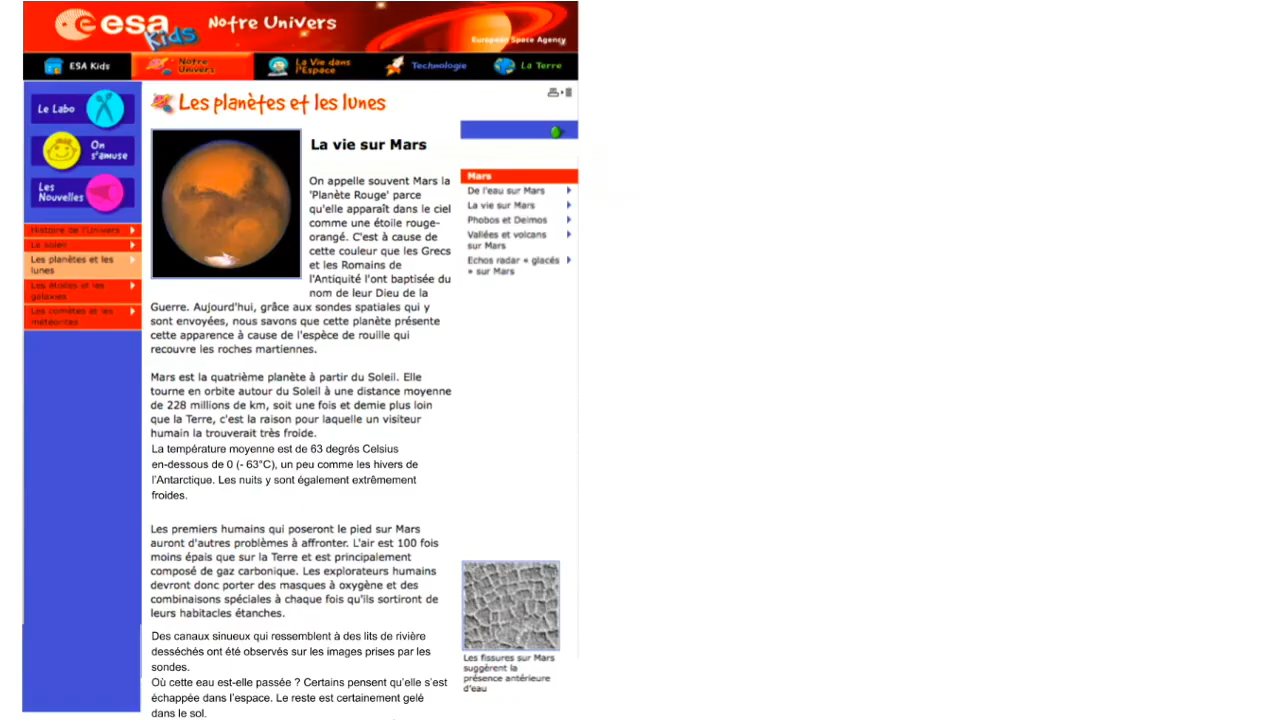 esa
Kids
Notre Univers
European Space Agency
ESA Kids
Notre
Univers
La Vie dans
l'Espace
Technologie
La Terre
Le Labo
On
s'amuse
Les
Nouvelles
Histoire de l'Univers
Le soleil
Les planètes et les
lunes
Les étoiles et les
galaxies
Les comètes et les
météorites
Les planètes et les lunes
La vie sur Mars
On appelle souvent Mars la
'Planète Rouge' parce
qu'elle apparaît dans le ciel
comme une étoile rouge-
orangé. C'est à cause de
cette couleur que les Grecs
et les Romains de
l'Antiquité l'ont baptisée du
nom de leur Dieu de la
Guerre. Aujourd'hui, grâce aux sondes spatiales qui y
sont envoyées, nous savons que cette planète présente
cette apparence à cause de l'espèce de rouille qui
recouvre les roches martiennes.
Mars est la quatrième planète à partir du Soleil. Elle
tourne en orbite autour du Soleil à une distance moyenne
de 228 millions de km, soit une fois et demie plus loin
que la Terre, c'est la raison pour laquelle un visiteur
humain la trouverait très froide.
La température moyenne est de 63 degrés Celsius
en-dessous de 0 (- 63°C), un peu comme les hivers de
l'Antarctique. Les nuits y sont également extrêmement
froides.
Les premiers humains qui poseront le pied sur Mars
auront d'autres problèmes à affronter. L'air est 100 fois
moins épais que sur la Terre et est principalement
composé de gaz carbonique. Les explorateurs humains
devront donc porter des masques à oxygène et des
combinaisons spéciales à chaque fois qu'ils sortiront de
leurs habitacles étanches.
Des canaux sinueux qui ressemblent à des lits de rivière
desséchés ont été observés sur les images prises par les
sondes.
Où cette eau est-elle passée ? Certains pensent qu'elle s'est
échappée dans l'espace. Le reste est certainement gelé
dans le sol.
Mars
De l'eau sur Mars
La vie sur Mars
Phobos et Deimos
Vallées et volcans
sur Mars
Echos radar « glacés
» sur Mars
Les fissures sur Mars
suggèrent la
présence antérieure
d'eau